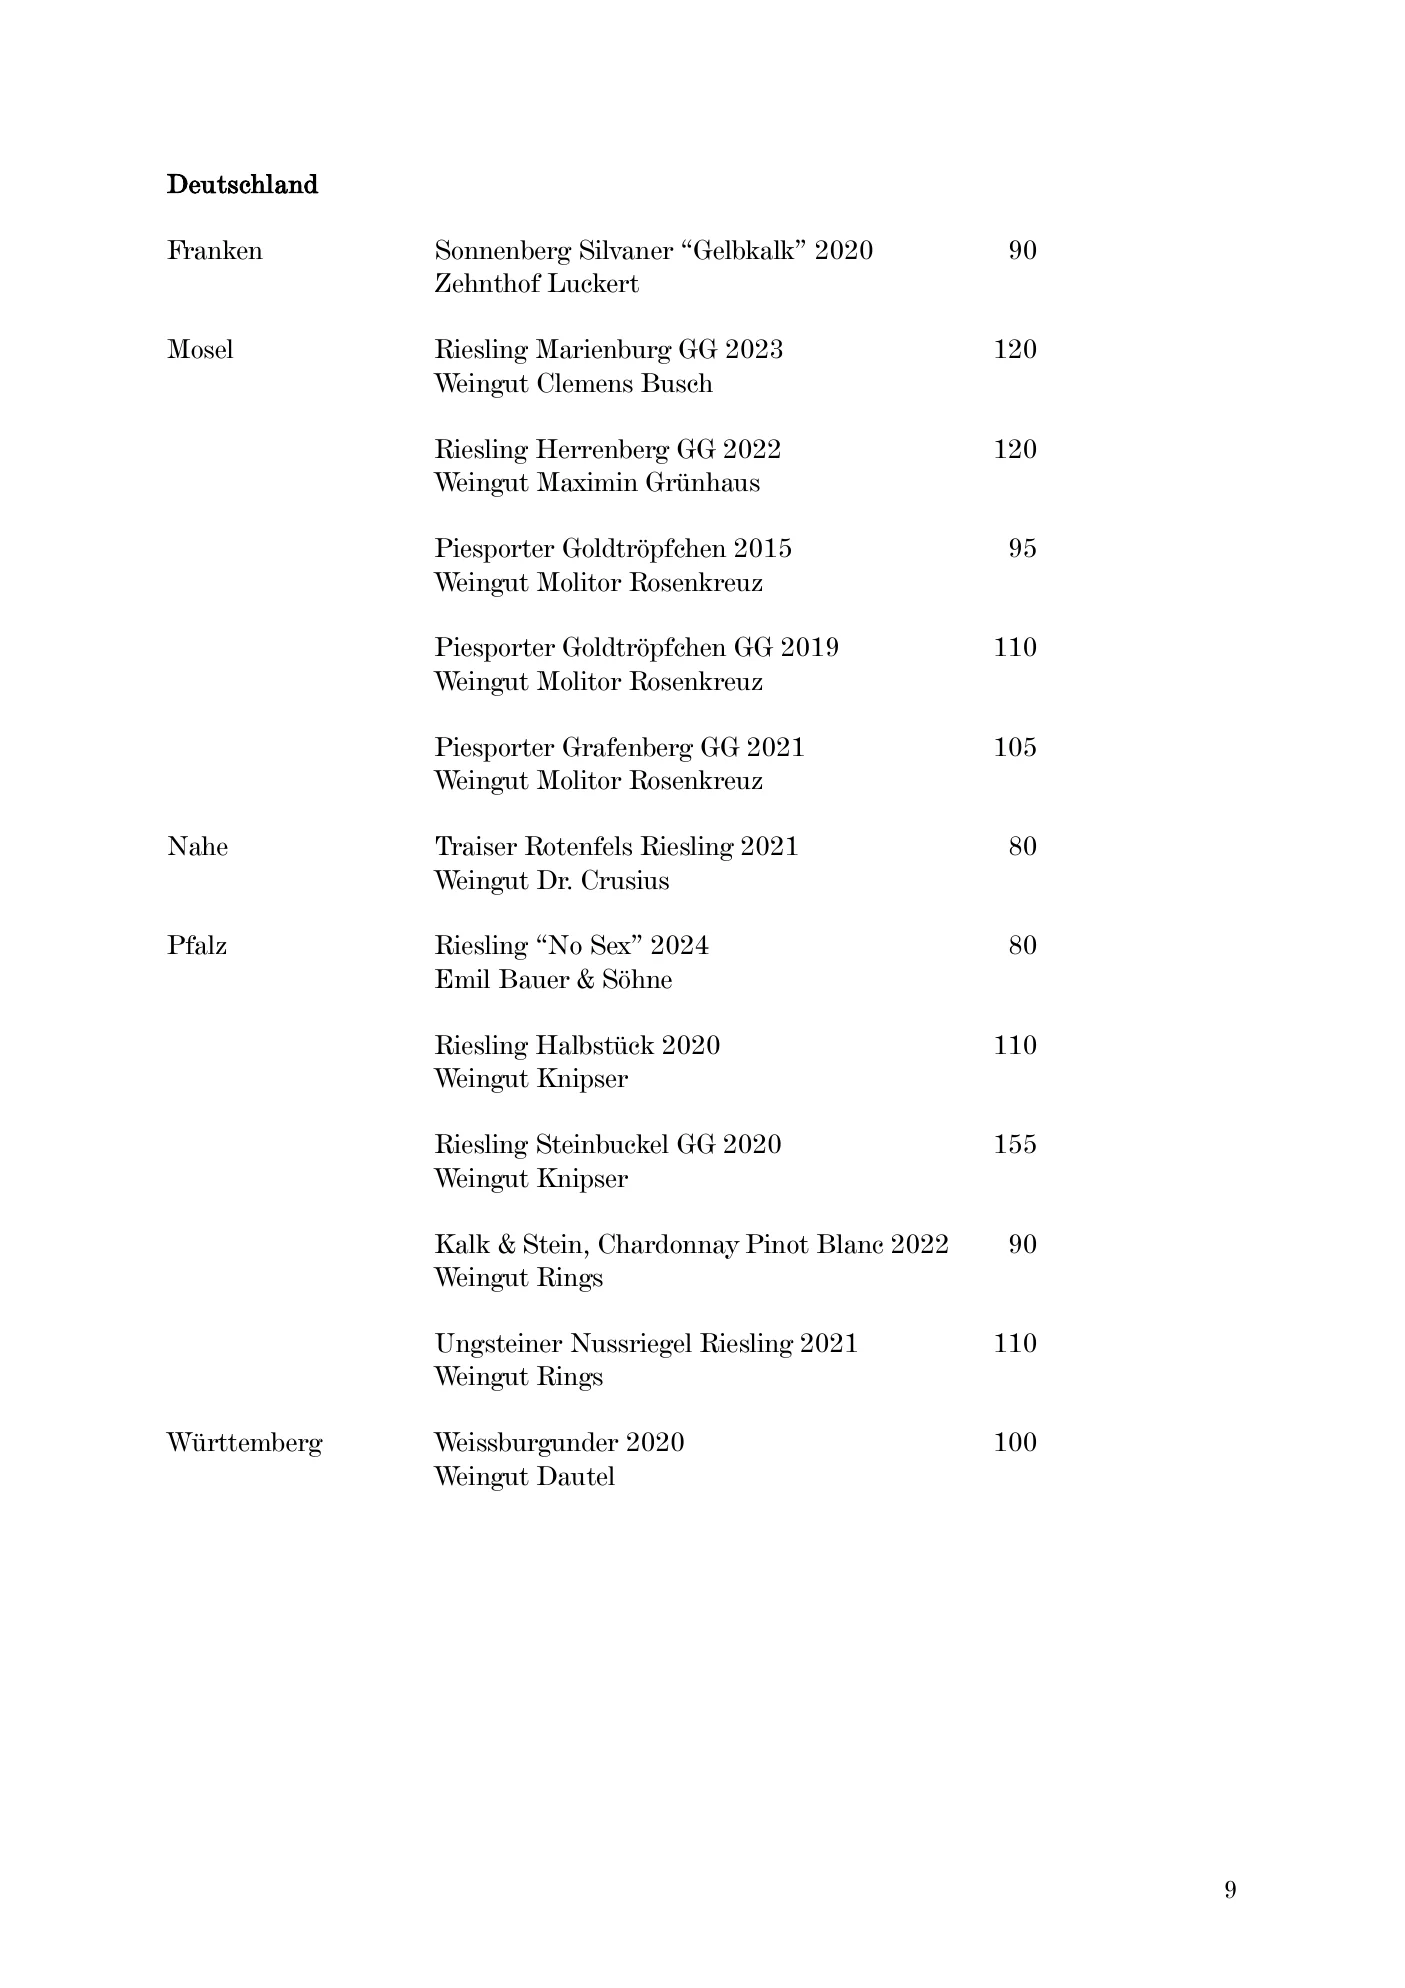 Deutschland
Franken Sonnenberg Silvaner “Gelbkalk” 2020 90
Zehnthof Luckert
Mosel Riesling Marienburg GG 2023 120
Weingut Clemens Busch
Riesling Herrenberg GG 2022 120
Weingut Maximin Grünhaus
Piesporter Goldtröpfchen 2015 95
Weingut Molitor Rosenkreuz
Piesporter Goldtröpfchen GG 2019 110
Weingut Molitor Rosenkreuz
Piesporter Grafenberg GG 2021 105
Weingut Molitor Rosenkreuz
Nahe Traiser Rotenfels Riesling 2021 80
Weingut Dr. Crusius
Pfalz Riesling “No Sex” 2024 80
Emil Bauer & Söhne
Riesling Halbstück 2020 110
Weingut Knipser
Riesling Steinbuckel GG 2020 155
Weingut Knipser
Kalk & Stein, Chardonnay Pinot Blanc 2022 90
Weingut Rings
Ungsteiner Nussriegel Riesling 2021 110
Weingut Rings
Württemberg Weissburgunder 2020 100
Weingut Dautel
9